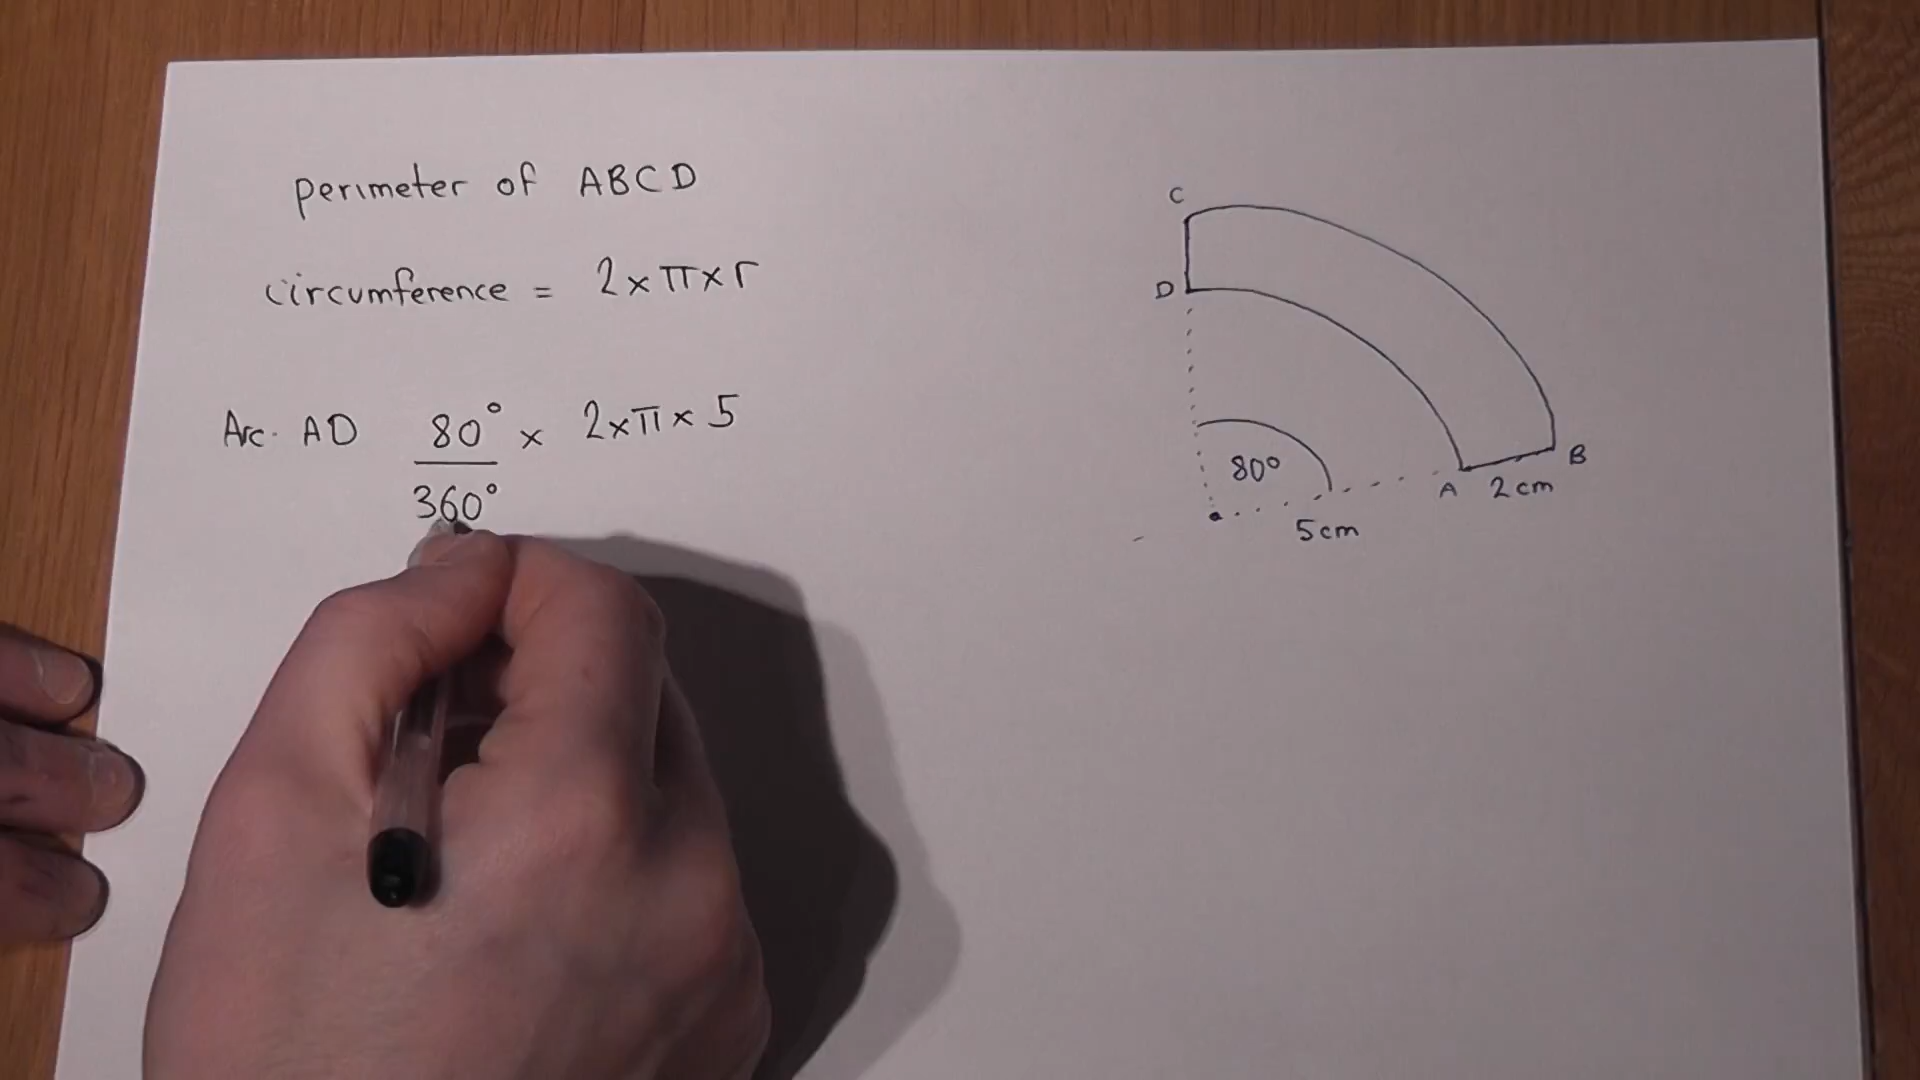 perimeter of ABCD
circumference = 2 × π × r
Arc. AD 80° × 2 × π × 5
360°
C
D
80°
A 2cm B
5cm